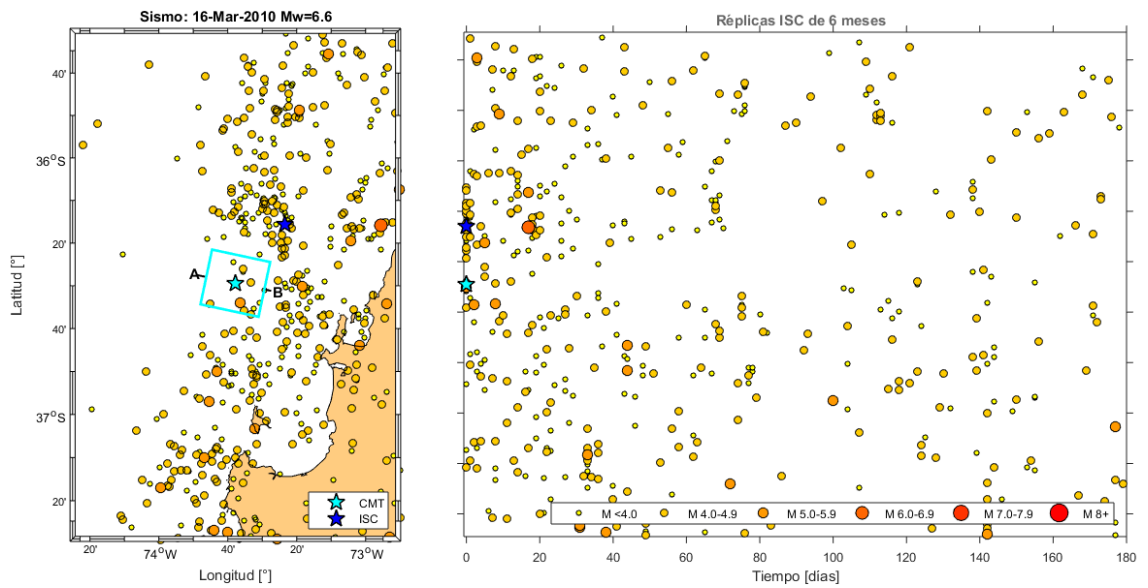 Sismo: 16-Mar-2010 Mw=6.6
Réplicas ISC de 6 meses
40'
36°S
20'
40'
37°S
20'
Latitud [°]
A
B
CMT
ISC
20'
74°W
40'
20'
73°W
Longitud [°]
M <4.0
M 4.0-4.9
M 5.0-5.9
M 6.0-6.9
M 7.0-7.9
M 8+
0
20
40
60
80
100
120
140
160
180
Tiempo [días]